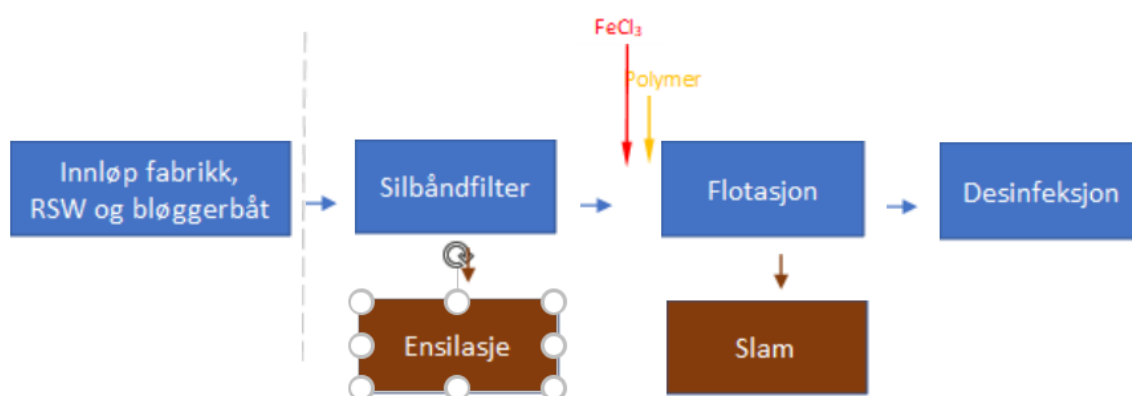 FeCl₃
Polymer
Innløp fabrikk,
RSW og bløggerbåt
Silbåndfilter
Flotasjon
Desinfeksjon
Ensilasje
Slam